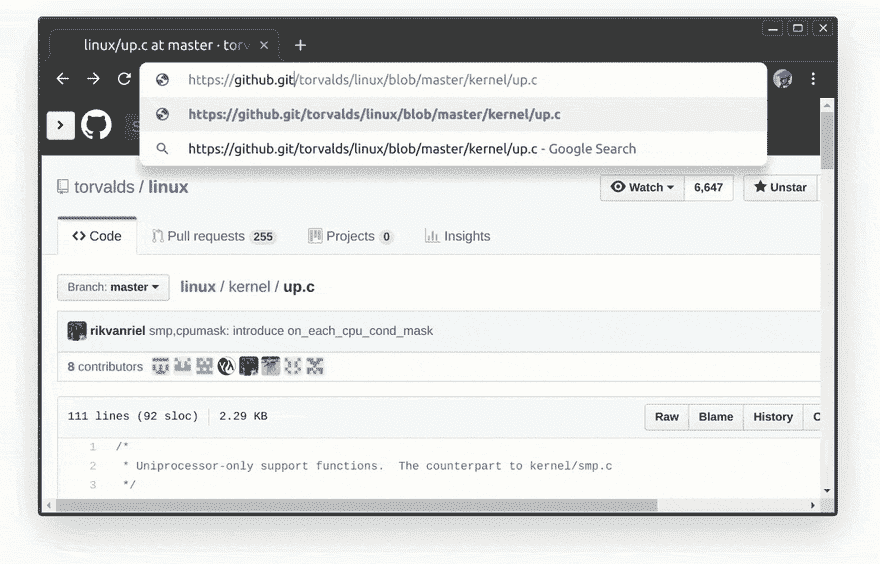 linux/up.c at master · torv
https://github.git/torvalds/linux/blob/master/kernel/up.c
https://github.git/torvalds/linux/blob/master/kernel/up.c
https://github.git/torvalds/linux/blob/master/kernel/up.c - Google Search
S
torvalds / linux
Watch 6,647 Unstar
Code Pull requests 255 Projects 0 Insights
Branch: master linux / kernel / up.c
rikvanriel smp,cpumask: introduce on_each_cpu_cond_mask
8 contributors
111 lines (92 sloc) 2.29 KB Raw Blame History C
1 /*
2 * Uniprocessor-only support functions. The counterpart to kernel/smp.c
3 */